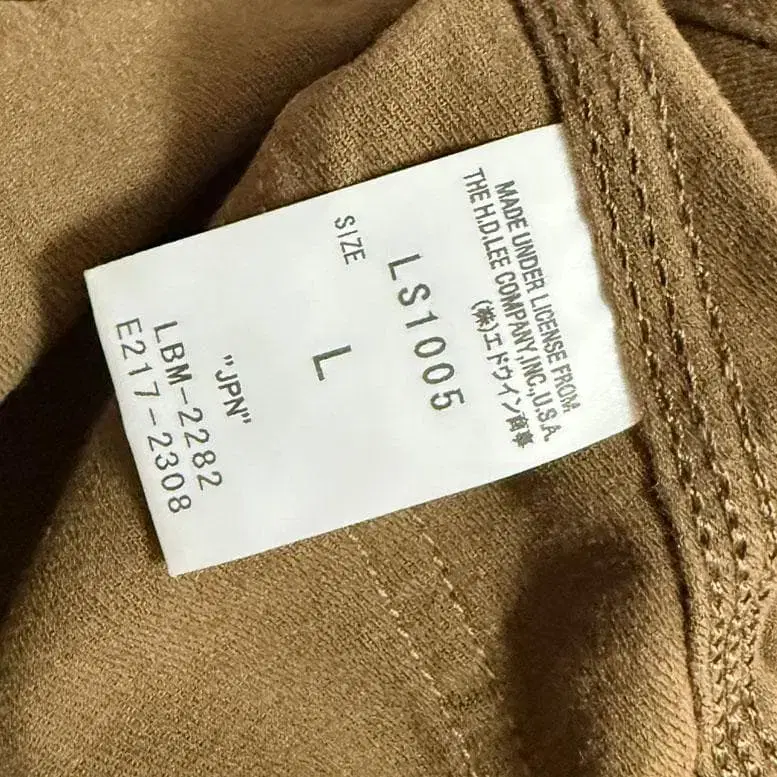 MADE UNDER LICENSE FROM
THE H.D.LEE COMPANY,INC.,U.S.A
(株)エドウイン商事
LS1005
SIZE
L
"JPN"
LBM-2282
E217-2308